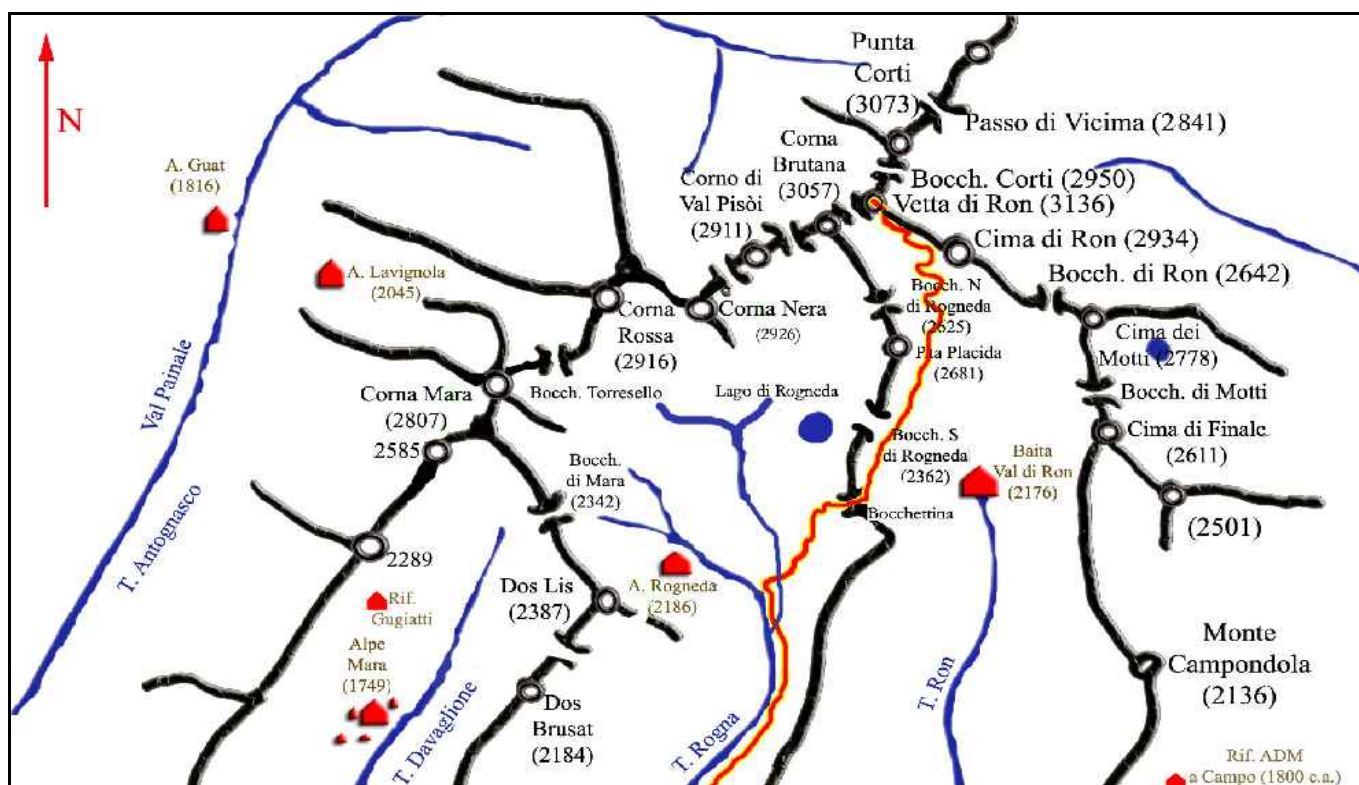 N
Punta
Corti
(3073)
Passo di Vicima (2841)
A. Guat
(1816)
Corna
Brutana
(3057)
Corno di
Val Pisòi
(2911)
Bocch. Corti (2950)
Vetta di Ron (3136)
Cima di Ron (2934)
Bocch. di Ron (2642)
A. Lavignola
(2045)
Bocch. N
di Rogneda
(2525)
Corna
Rossa
(2916)
Corna Nera
(2926)
Cima dei
Motti (2778)
Pta Placida
(2681)
Val Painale
Corna Mara
(2807)
Bocch. Torresello
Lago di Rogneda
Bocch. di Motti
2585
Cima di Finale
(2611)
Bocch. S
di Rogneda
(2362)
Baita
Val di Ron
(2176)
Bocch.
di Mara
(2342)
Bocchettina
(2501)
T. Antognasco
2289
Dos Lis
(2387)
A. Rogneda
(2186)
Rif.
Gugiatti
Alpe
Mara
(1749)
Monte
Campondola
(2136)
T. Davaglione
Dos
Brusat
(2184)
T. Rogna
T. Ron
Rif. ADM
a Campo (1800 c.a.)